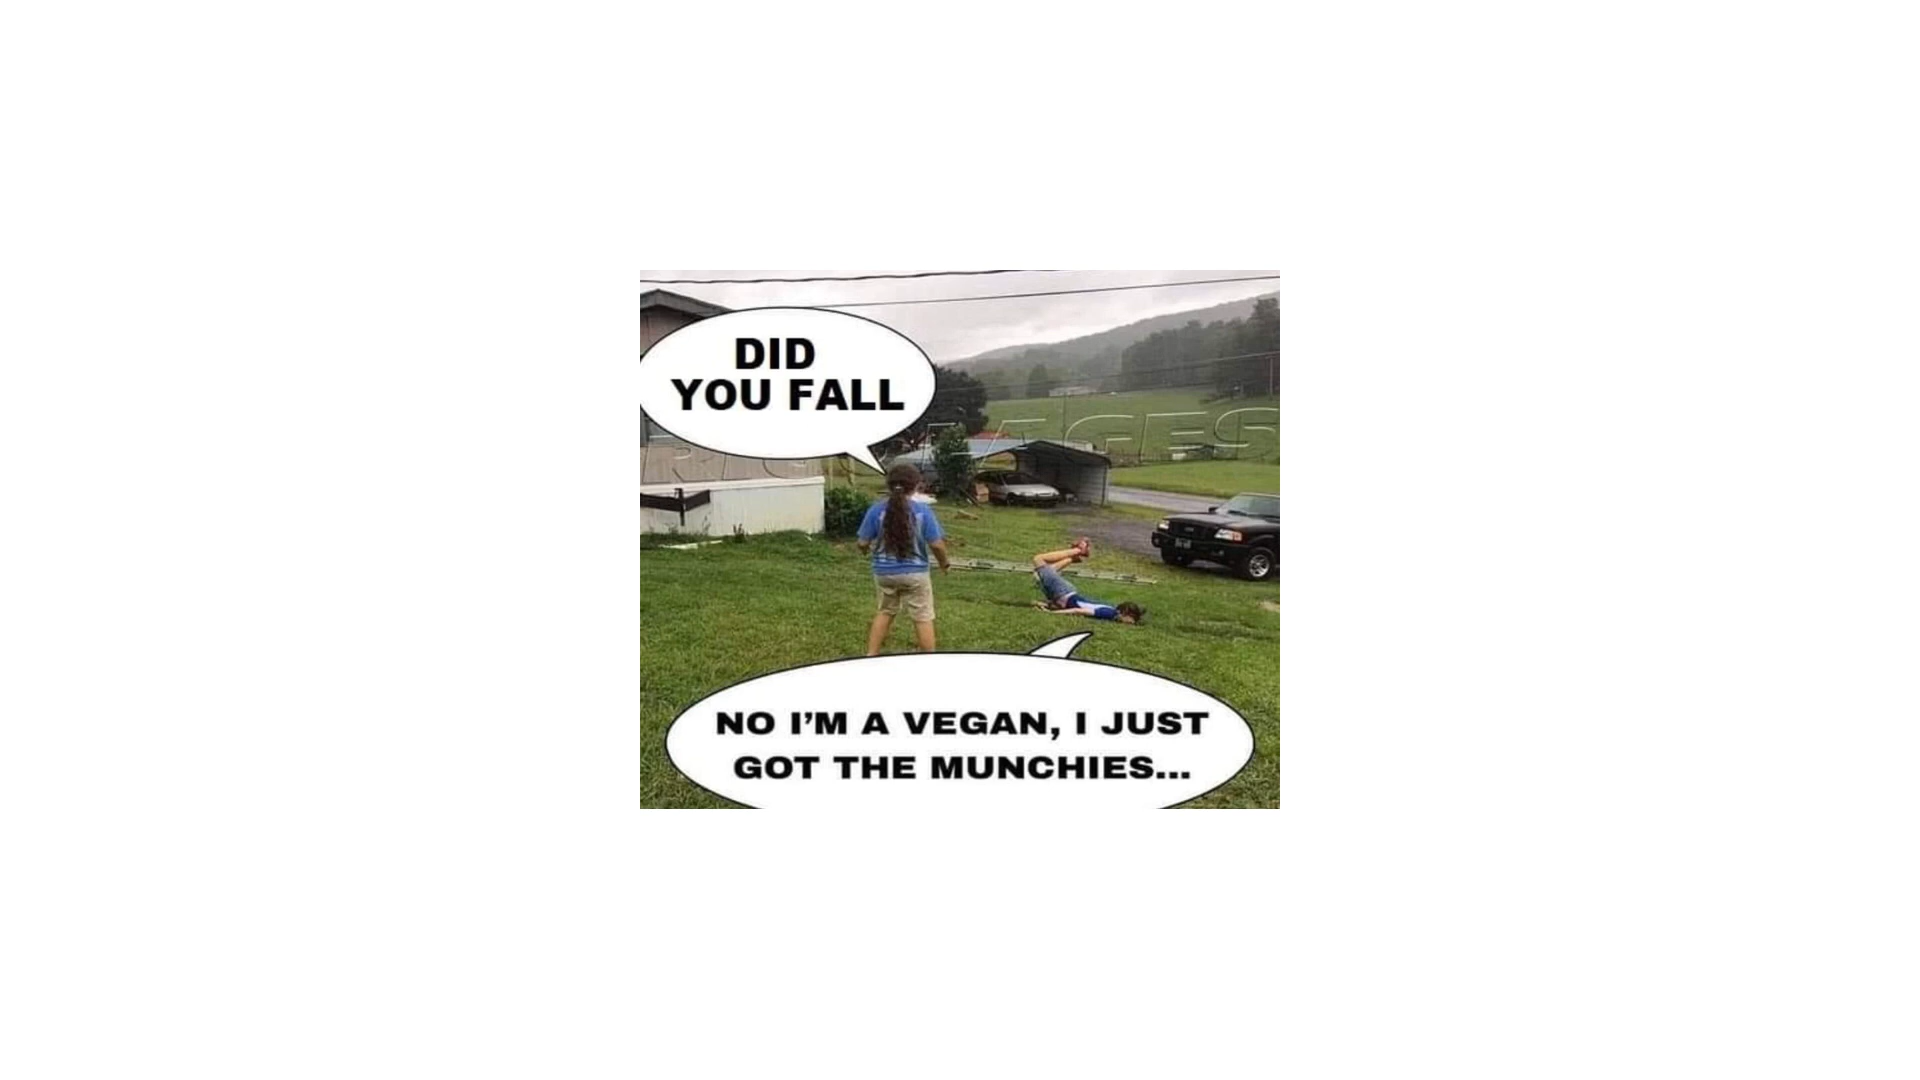 DID
YOU FALL
NO I'M A VEGAN, I JUST
GOT THE MUNCHIES...